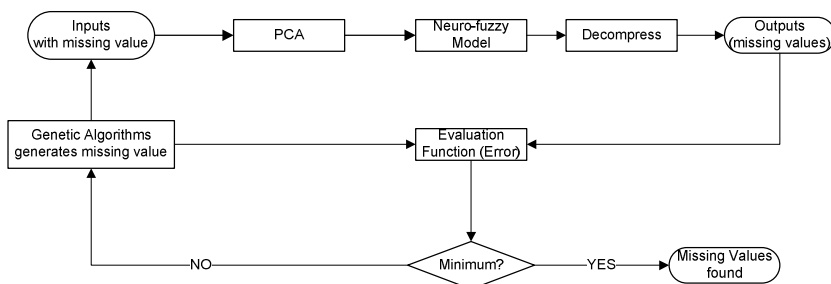 Inputs
with missing value
PCA
Neuro-fuzzy
Model
Decompress
Outputs
(missing values)
Genetic Algorithms
generates missing value
Evaluation
Function (Error)
NO
Minimum?
YES
Missing Values
found